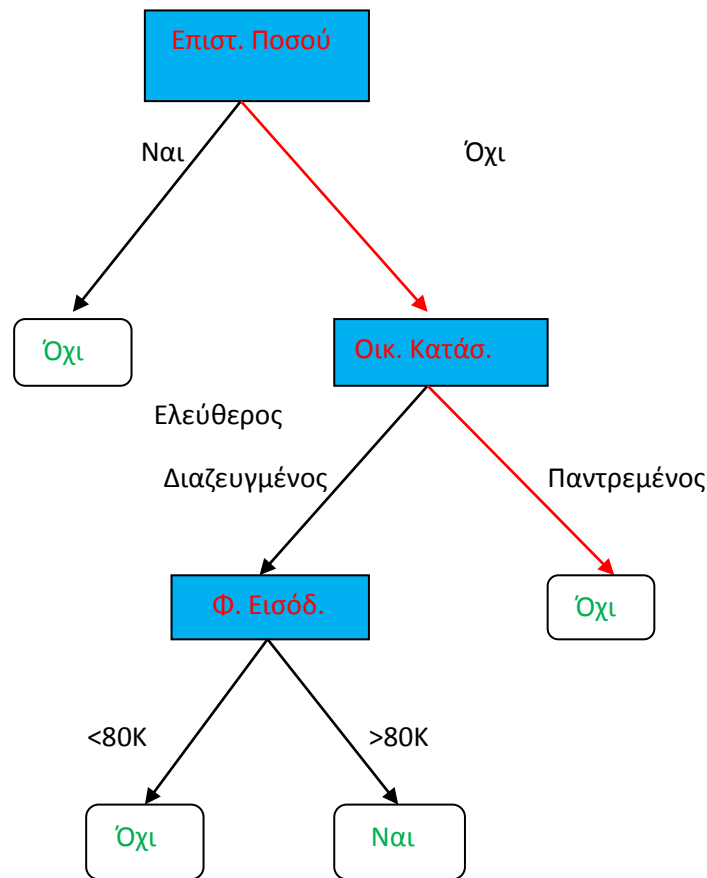 Επιστ. Ποσού
Ναι
Όχι
Όχι
Οικ. Κατάσ.
Ελεύθερος
Διαζευγμένος
Παντρεμένος
Φ. Εισόδ.
Όχι
<80K
>80K
Όχι
Ναι